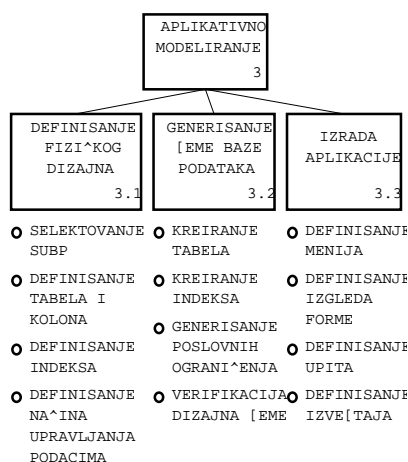 APLIKATIVNO
MODELIRANJE
3
DEFINISANJE
FIZI^KOG
DIZAJNA
3.1
GENERISANJE
[EME BAZE
PODATAKA
3.2
IZRADA
APLIKACIJE
3.3
SELEKTOVANJE
SUBP
DEFINISANJE
TABELA I
KOLONA
DEFINISANJE
INDEKSA
DEFINISANJE
NA^INA
UPRAVLJANJA
PODACIMA
KREIRANJE
TABELA
KREIRANJE
INDEKSA
GENERISANJE
POSLOVNIH
OGRANI^ENJA
VERIFIKACIJA
DIZAJNA [EME
DEFINISANJE
MENIJA
DEFINISANJE
IZGLEDA
FORME
DEFINISANJE
UPITA
DEFINISANJE
IZVE[TAJA